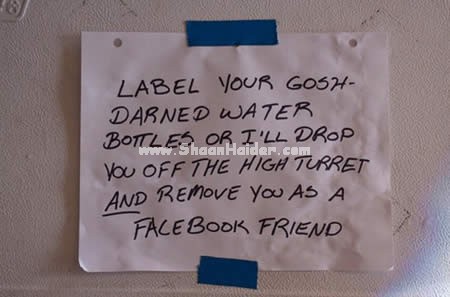 LABEL YOUR GOSH-
DARNED WATER
BOTTLES OR I'LL DROP
www.ShaanHaider.com
YOU OFF THE HIGH TURRET
AND REMOVE YOU AS A
FACEBOOK FRIEND